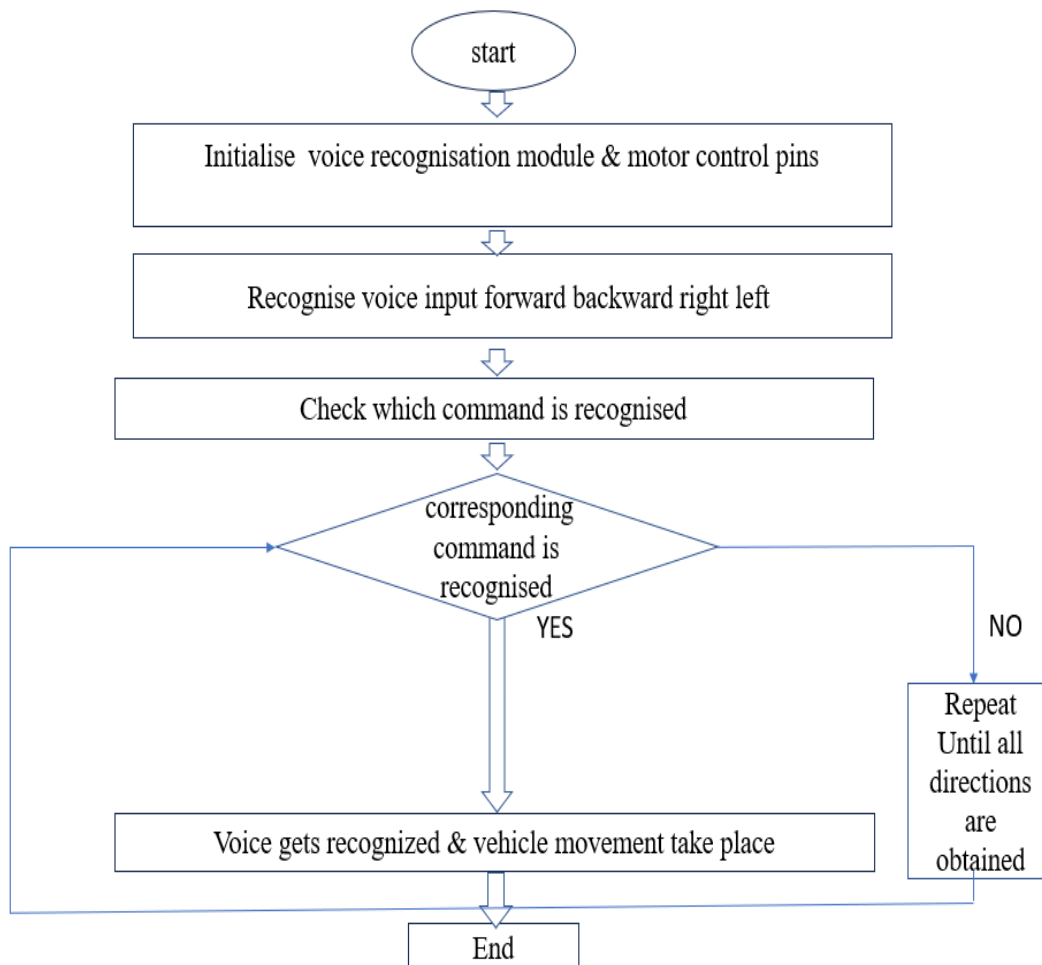 start
Initialise voice recognisation module & motor control pins
Recognise voice input forward backward right left
Check which command is recognised
corresponding
command is
recognised
YES
NO
Repeat
Until all
directions
are
obtained
Voice gets recognized & vehicle movement take place
End